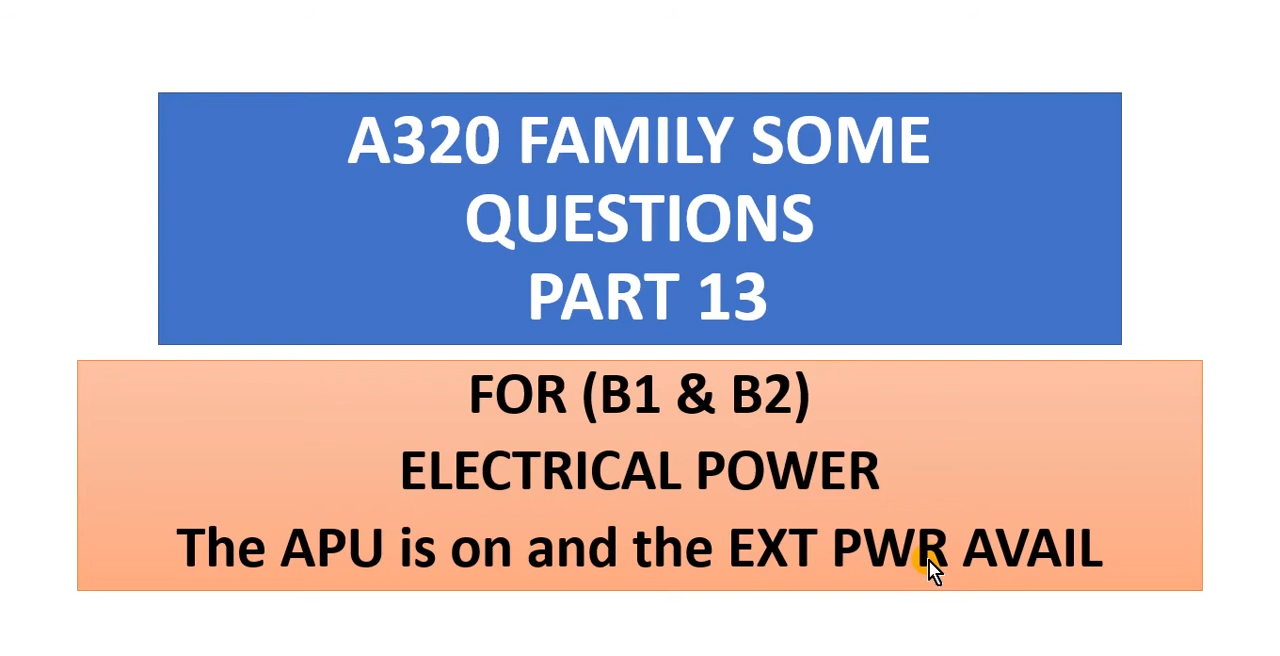 A320 FAMILY SOME
QUESTIONS
PART 13
FOR (B1 & B2)
ELECTRICAL POWER
The APU is on and the EXT PWR AVAIL